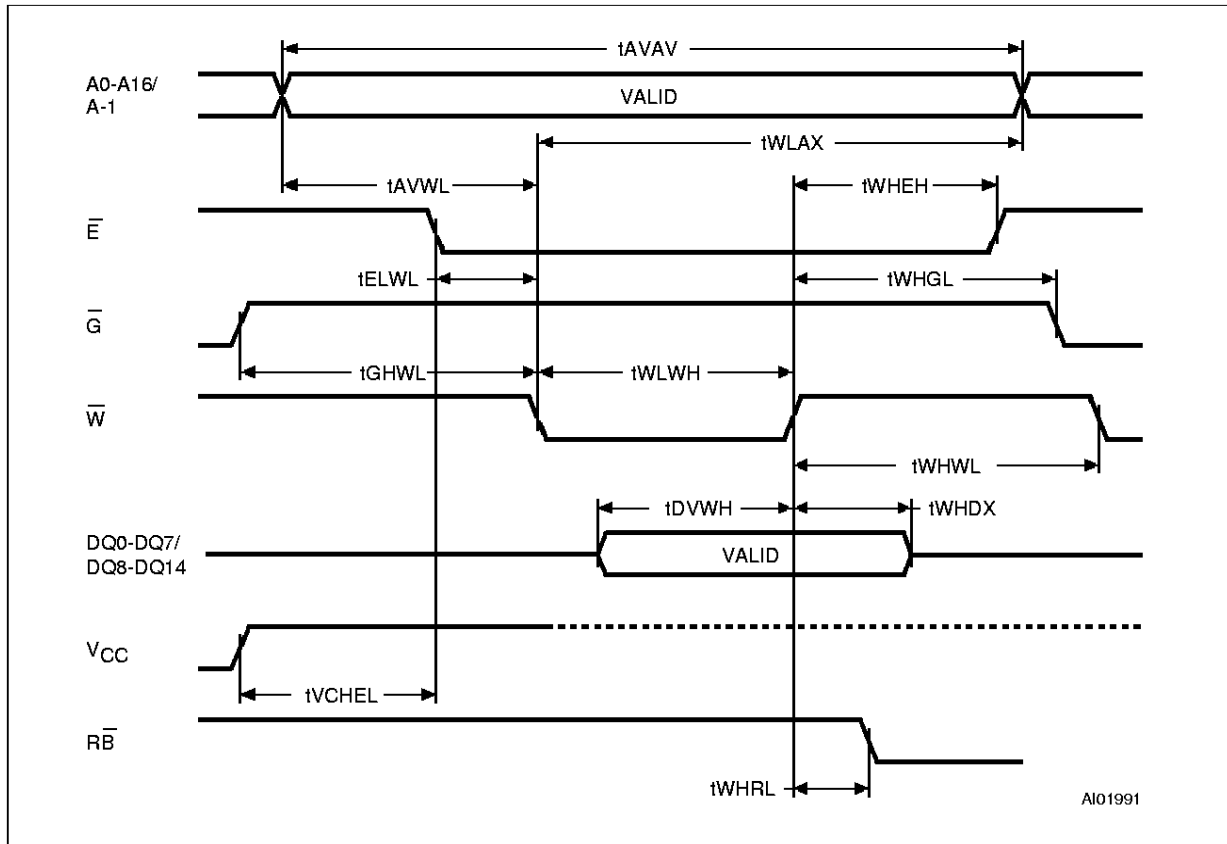 tAVAV
A0-A16/
A-1
VALID
tWLAX
tAVWL
tWHEH
E̅
tELWL
tWHGL
G̅
tGHWL
tWLWH
W̅
tWHWL
tDVWH
tWHDX
DQ0-DQ7/
DQ8-DQ14
VALID
VCC
tVCHEL
RB̅
tWHRL
AI01991